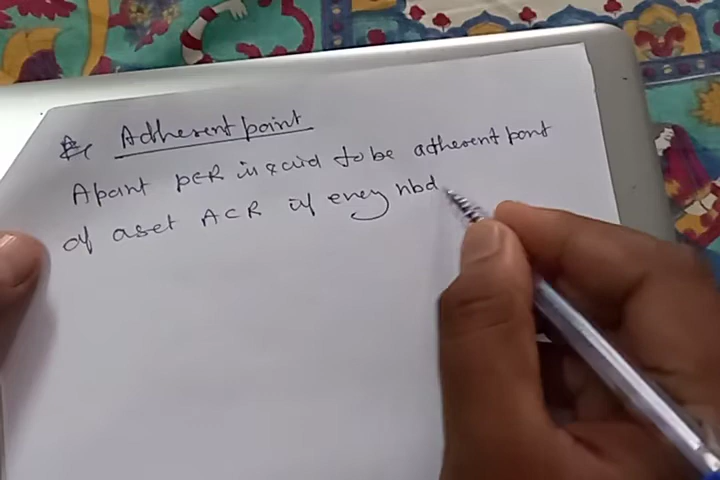 Adherent point
A point p∈R is said to be adherent point
of a set A⊂R if every nbd